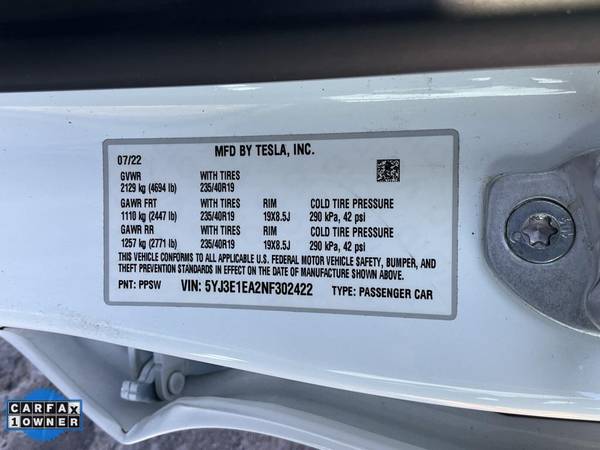 MFD BY TESLA, INC.
07/22
GVWR WITH TIRES
2129 kg (4694 lb) 235/40R19
GAWR FRT WITH TIRES RIM COLD TIRE PRESSURE
1110 kg (2447 lb) 235/40R19 19X8.5J 290 kPa, 42 psi
GAWR RR WITH TIRES RIM COLD TIRE PRESSURE
1257 kg (2771 lb) 235/40R19 19X8.5J 290 kPa, 42 psi
THIS VEHICLE CONFORMS TO ALL APPLICABLE U.S. FEDERAL MOTOR VEHICLE SAFETY, BUMPER, AND
THEFT PREVENTION STANDARDS IN EFFECT ON THE DATE OF MANUFACTURE SHOWN ABOVE.
PNT: PPSW VIN: 5YJ3E1EA2NF302422 TYPE: PASSENGER CAR
CARFAX
1 OWNER